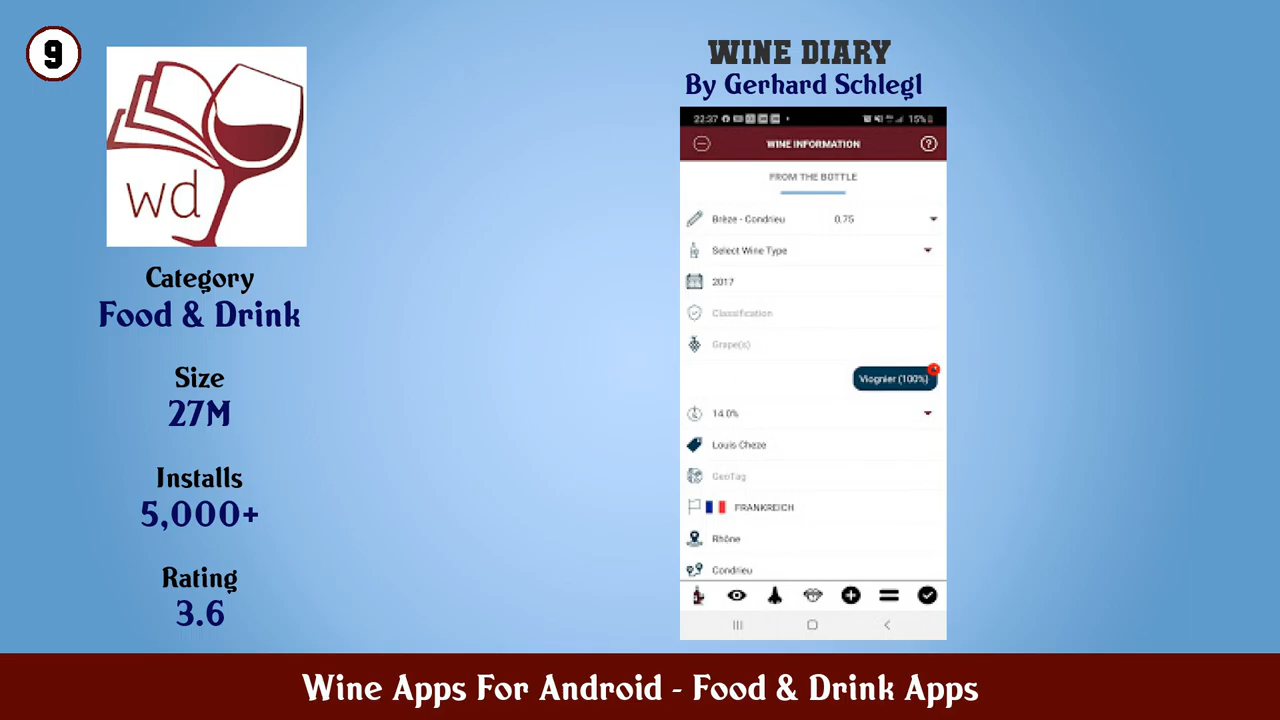 9
wd
Category
Food & Drink
Size
27M
Installs
5,000+
Rating
3.6
WINE DIARY
By Gerhard Schlegl
22:37
15%
WINE INFORMATION
?
FROM THE BOTTLE
Brèze - Condrieu 0,75
Select Wine Type
2017
Classification
Grape(s)
Viognier (100%)
14.0%
Louis Cheze
GeoTag
FRANKREICH
Rhône
Condrieu
Wine Apps For Android - Food & Drink Apps